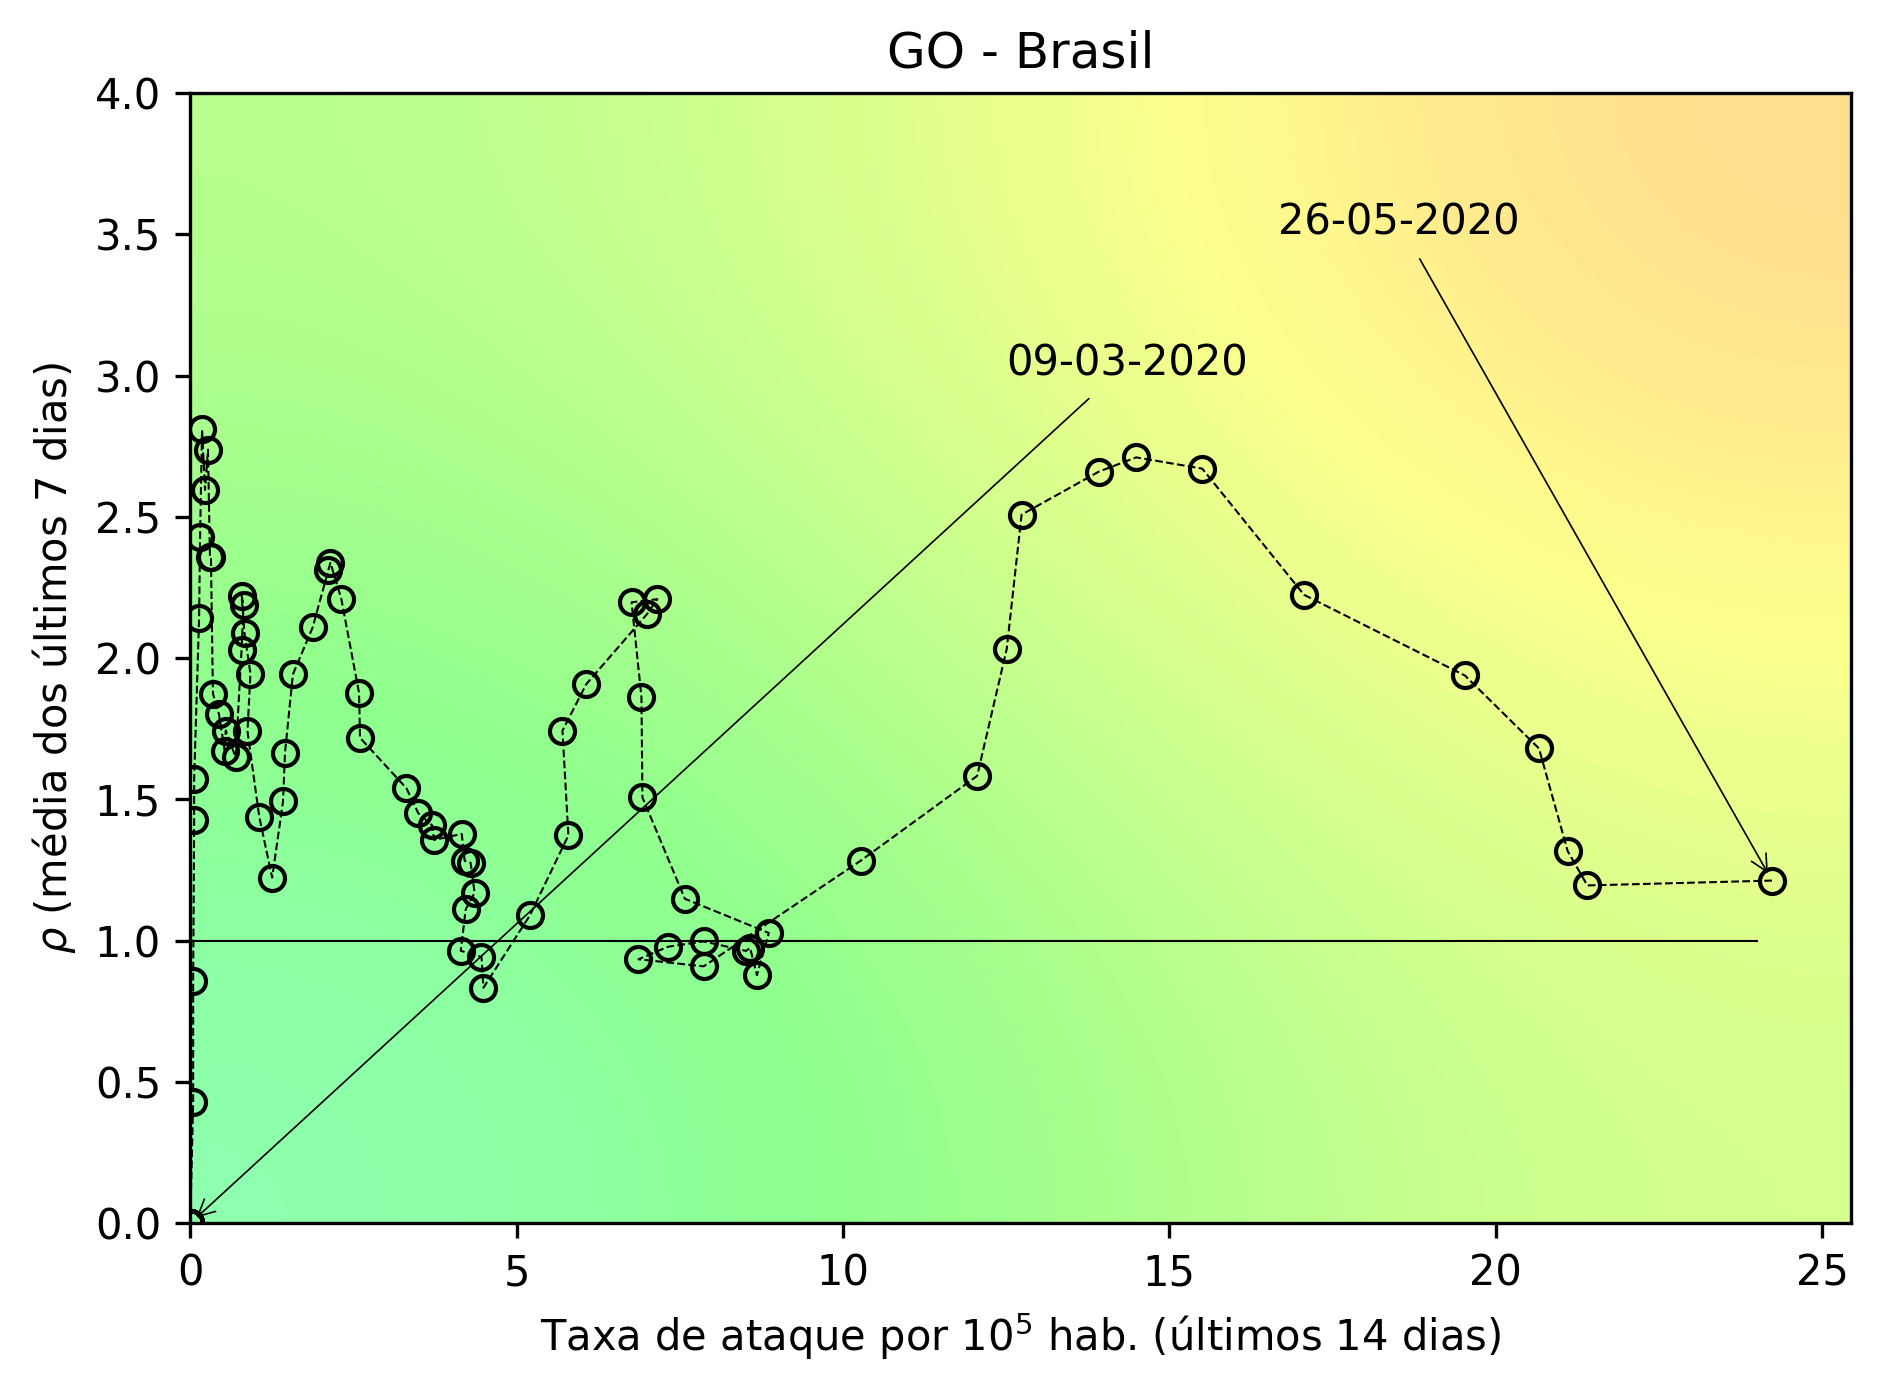 GO - Brasil
4.0
3.5
3.0
2.5
2.0
1.5
1.0
0.5
0.0
ρ (média dos últimos 7 dias)
26-05-2020
09-03-2020
0 5 10 15 20 25
Taxa de ataque por 10⁵ hab. (últimos 14 dias)